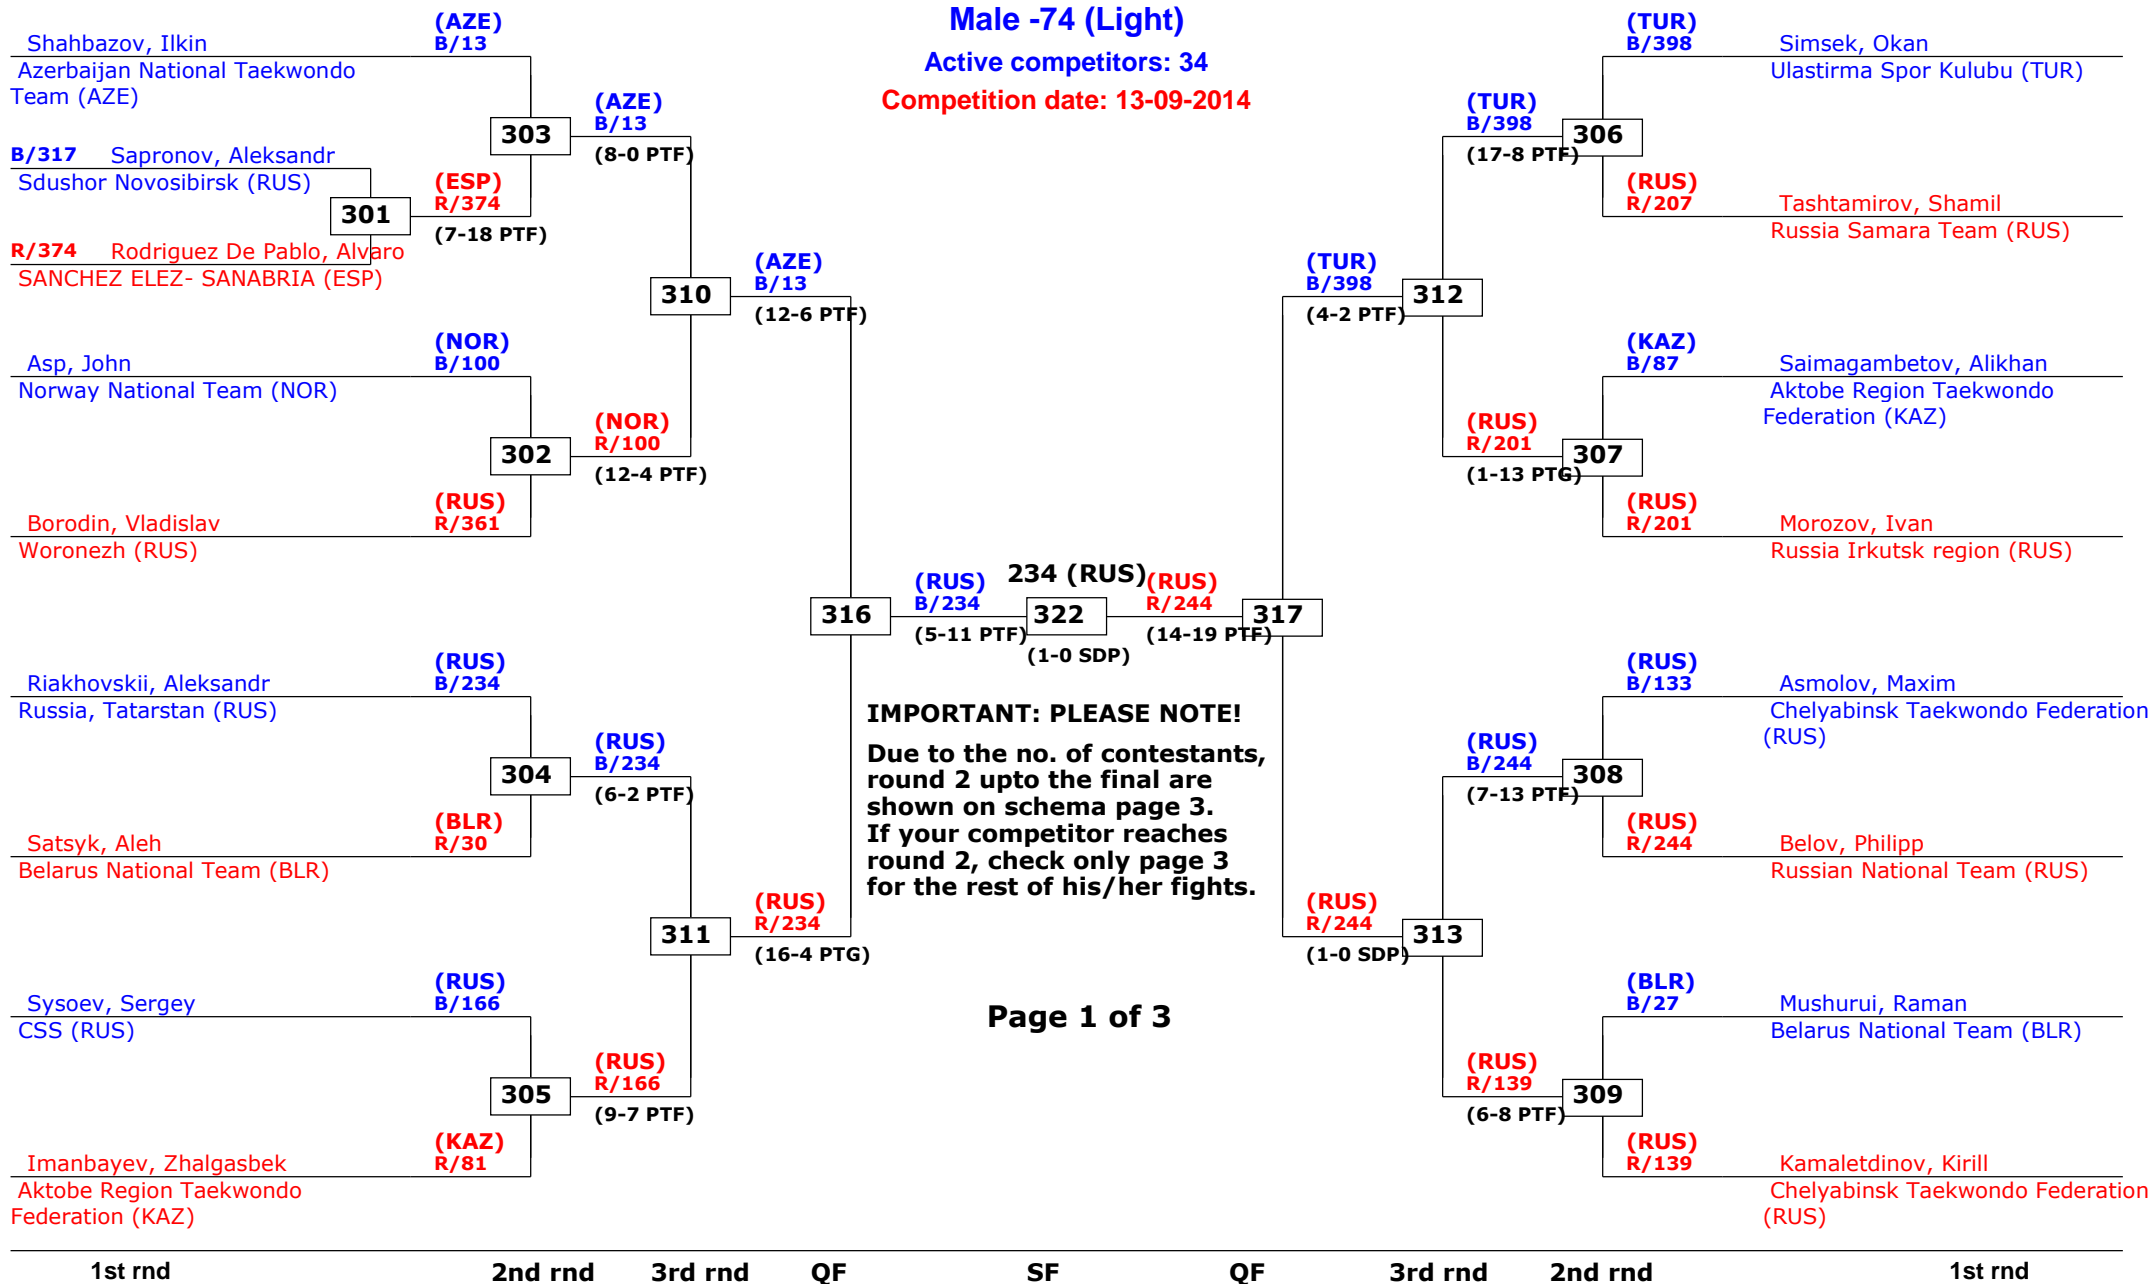 Male -74 (Light)
Active competitors: 34
Competition date: 13-09-2014
Shahbazov, Ilkin
(AZE)
B/13
Azerbaijan National Taekwondo
Team (AZE)
303
(AZE)
B/13
(8-0 PTF)
B/317 Sapronov, Aleksandr
Sdushor Novosibirsk (RUS)
301
(ESP)
R/374
(7-18 PTF)
R/374 Rodriguez De Pablo, Alvaro
SANCHEZ ELEZ- SANABRIA (ESP)
310
(AZE)
B/13
(12-6 PTF)
Asp, John
(NOR)
B/100
Norway National Team (NOR)
302
(NOR)
R/100
(12-4 PTF)
Borodin, Vladislav
(RUS)
R/361
Woronezh (RUS)
316
(RUS)
B/234
(5-11 PTF)
234 (RUS)
322
(1-0 SDP)
(RUS)
R/244
(14-19 PTF)
317
Riakhovskii, Aleksandr
(RUS)
B/234
Russia, Tatarstan (RUS)
304
(RUS)
B/234
(6-2 PTF)
Satsyk, Aleh
(BLR)
R/30
Belarus National Team (BLR)
311
(RUS)
R/234
(16-4 PTG)
Sysoev, Sergey
(RUS)
B/166
CSS (RUS)
305
(RUS)
R/166
(9-7 PTF)
Imanbayev, Zhalgasbek
(KAZ)
R/81
Aktobe Region Taekwondo
Federation (KAZ)
IMPORTANT: PLEASE NOTE!
Due to the no. of contestants,
round 2 upto the final are
shown on schema page 3.
If your competitor reaches
round 2, check only page 3
for the rest of his/her fights.
Page 1 of 3
(TUR)
B/398
Simsek, Okan
Ulastirma Spor Kulubu (TUR)
(TUR)
B/398
(17-8 PTF)
306
(RUS)
R/207
Tashtamirov, Shamil
Russia Samara Team (RUS)
(TUR)
B/398
(4-2 PTF)
312
(KAZ)
B/87
Saimagambetov, Alikhan
Aktobe Region Taekwondo
Federation (KAZ)
(RUS)
R/201
(1-13 PTG)
307
(RUS)
R/201
Morozov, Ivan
Russia Irkutsk region (RUS)
(RUS)
B/133
Asmolov, Maxim
Chelyabinsk Taekwondo Federation
(RUS)
(RUS)
B/244
(7-13 PTF)
308
(RUS)
R/244
Belov, Philipp
Russian National Team (RUS)
(RUS)
R/244
(1-0 SDP)
313
(BLR)
B/27
Mushurui, Raman
Belarus National Team (BLR)
(RUS)
R/139
(6-8 PTF)
309
(RUS)
R/139
Kamaletdinov, Kirill
Chelyabinsk Taekwondo Federation
(RUS)
1st rnd 2nd rnd 3rd rnd QF SF QF 3rd rnd 2nd rnd 1st rnd